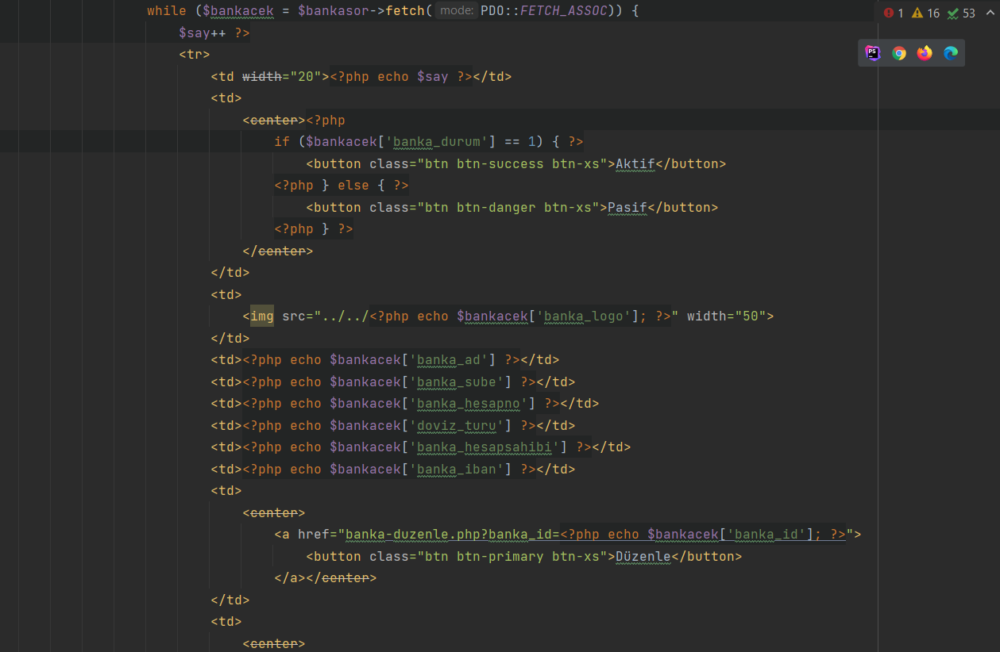 while ($bankacek = $bankasor->fetch( mode: PDO::FETCH_ASSOC)) {
1 16 53
$say++ ?>
<tr>
<td width="20"><?php echo $say ?></td>
<td>
<center><?php
if ($bankacek['banka_durum'] == 1) { ?>
<button class="btn btn-success btn-xs">Aktif</button>
<?php } else { ?>
<button class="btn btn-danger btn-xs">Pasif</button>
<?php } ?>
</center>
</td>
<td>
<img src="../../<?php echo $bankacek['banka_logo']; ?>" width="50">
</td>
<td><?php echo $bankacek['banka_ad'] ?></td>
<td><?php echo $bankacek['banka_sube'] ?></td>
<td><?php echo $bankacek['banka_hesapno'] ?></td>
<td><?php echo $bankacek['doviz_turu'] ?></td>
<td><?php echo $bankacek['banka_hesapsahibi'] ?></td>
<td><?php echo $bankacek['banka_iban'] ?></td>
<td>
<center>
<a href="banka-duzenle.php?banka_id=<?php echo $bankacek['banka_id']; ?>">
<button class="btn btn-primary btn-xs">Düzenle</button>
</a></center>
</td>
<td>
<center>
PS